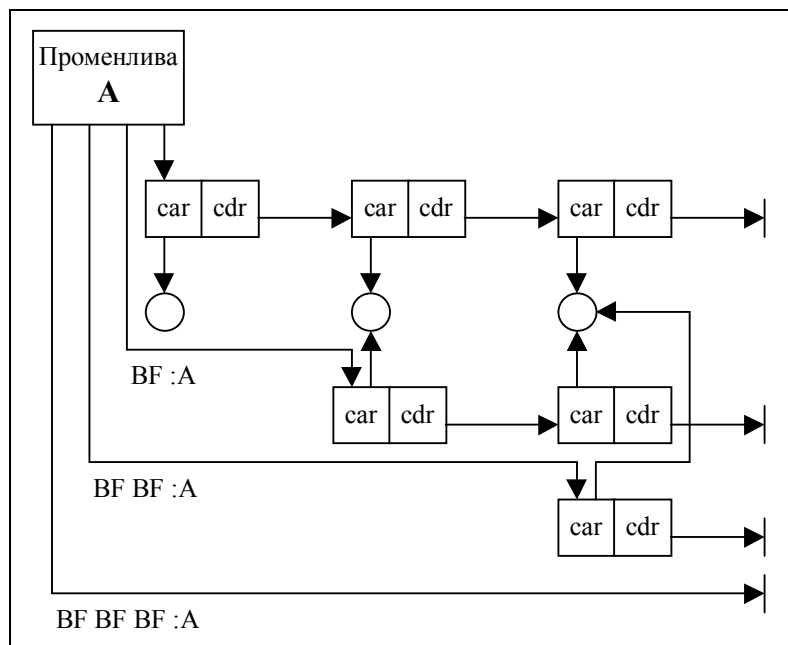 Променлива
A
car cdr car cdr car cdr
BF :A
car cdr car cdr
BF BF :A
car cdr
BF BF BF :A